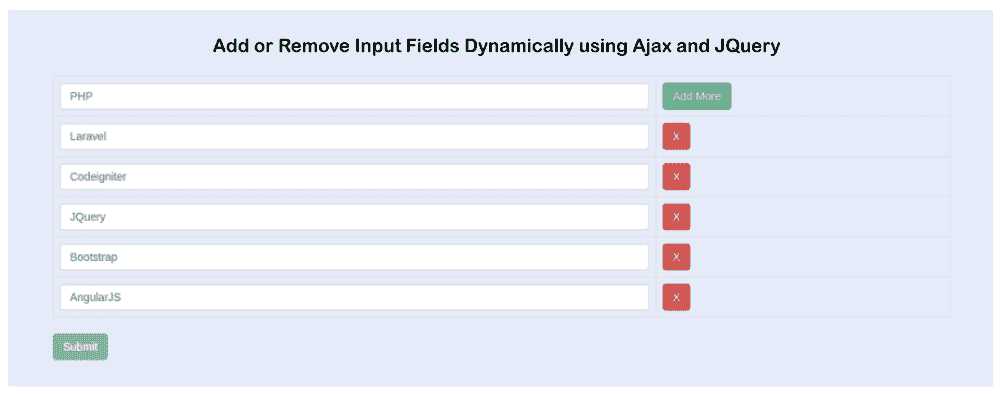 Add or Remove Input Fields Dynamically using Ajax and JQuery
PHP Add More
Laravel X
Codeigniter X
JQuery X
Bootstrap X
AngularJS X
Submit